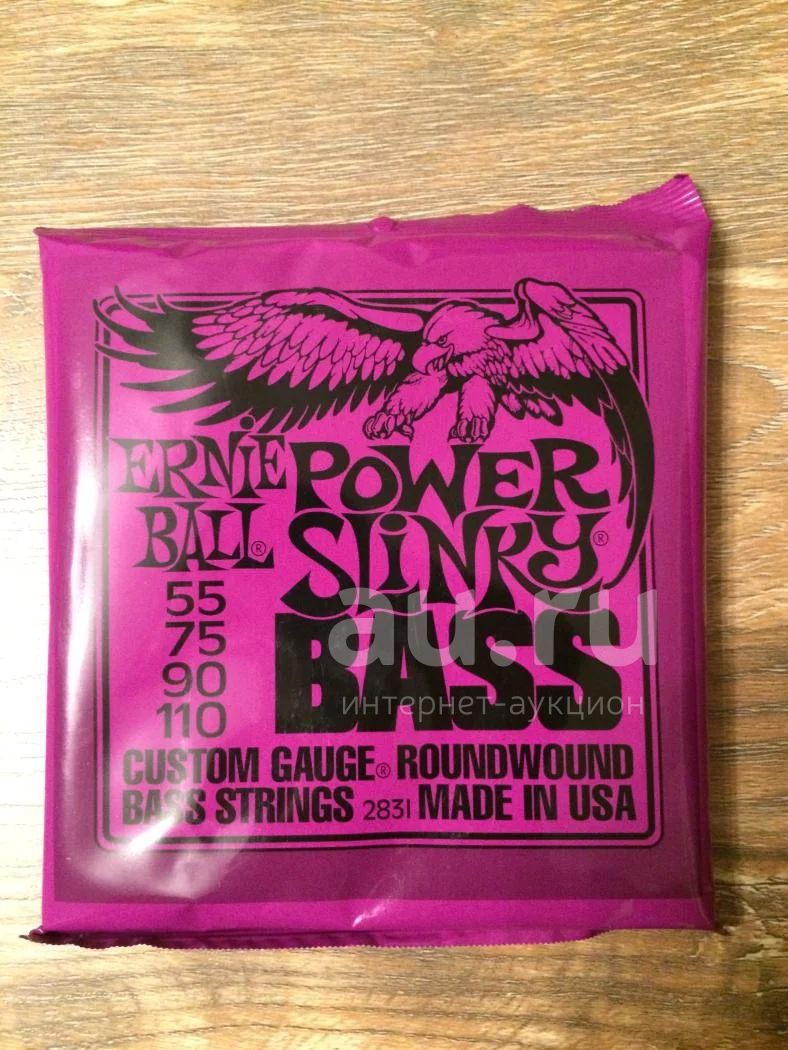 ERNIE BALL®
POWER SLINKY®
BASS
55
75
90
110
CUSTOM GAUGE® ROUNDWOUND
BASS STRINGS 2831 MADE IN USA
au.ru
интернет-аукцион